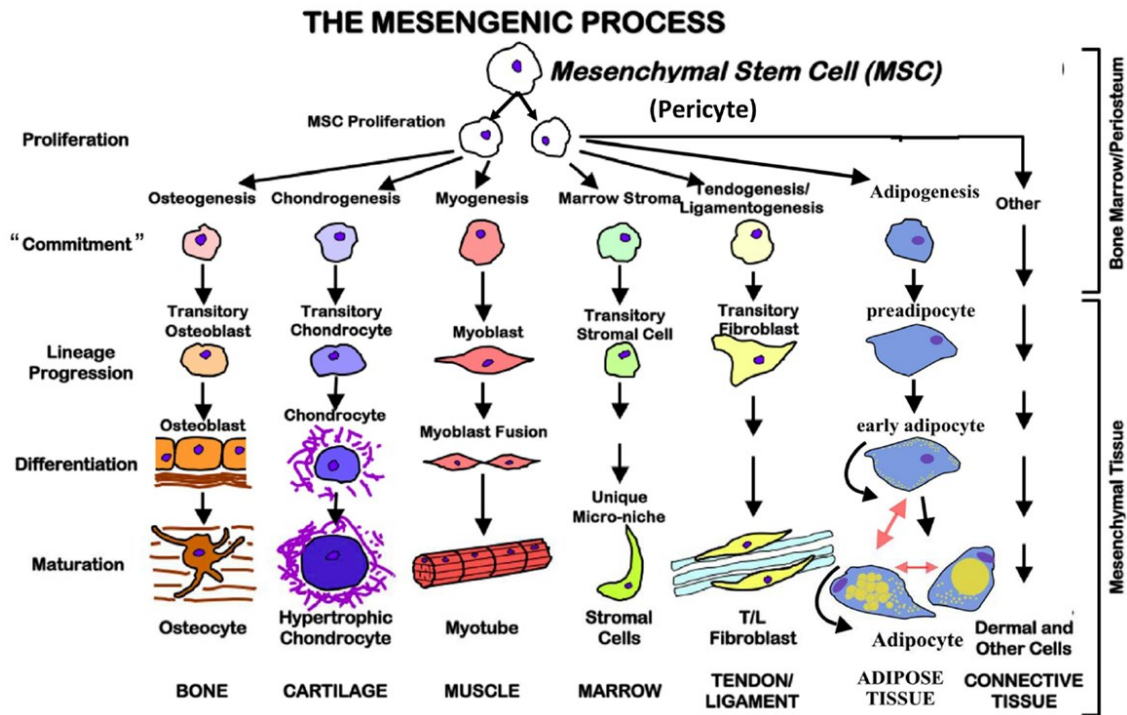 THE MESENGENIC PROCESS
Mesenchymal Stem Cell (MSC)
(Pericyte)
MSC Proliferation
Proliferation
Osteogenesis
Chondrogenesis
Myogenesis
Marrow Stroma
Tendogenesis/
Ligamentogenesis
Adipogenesis
Other
"Commitment"
Transitory
Osteoblast
Transitory
Chondrocyte
Myoblast
Transitory
Stromal Cell
Transitory
Fibroblast
preadipocyte
Lineage
Progression
Osteoblast
Chondrocyte
Myoblast Fusion
early adipocyte
Differentiation
Unique
Micro-niche
Maturation
Osteocyte
Hypertrophic
Chondrocyte
Myotube
Stromal
Cells
T/L
Fibroblast
Adipocyte
Dermal and
Other Cells
BONE
CARTILAGE
MUSCLE
MARROW
TENDON/
LIGAMENT
ADIPOSE
TISSUE
CONNECTIVE
TISSUE
Bone Marrow/Periosteum
Mesenchymal Tissue